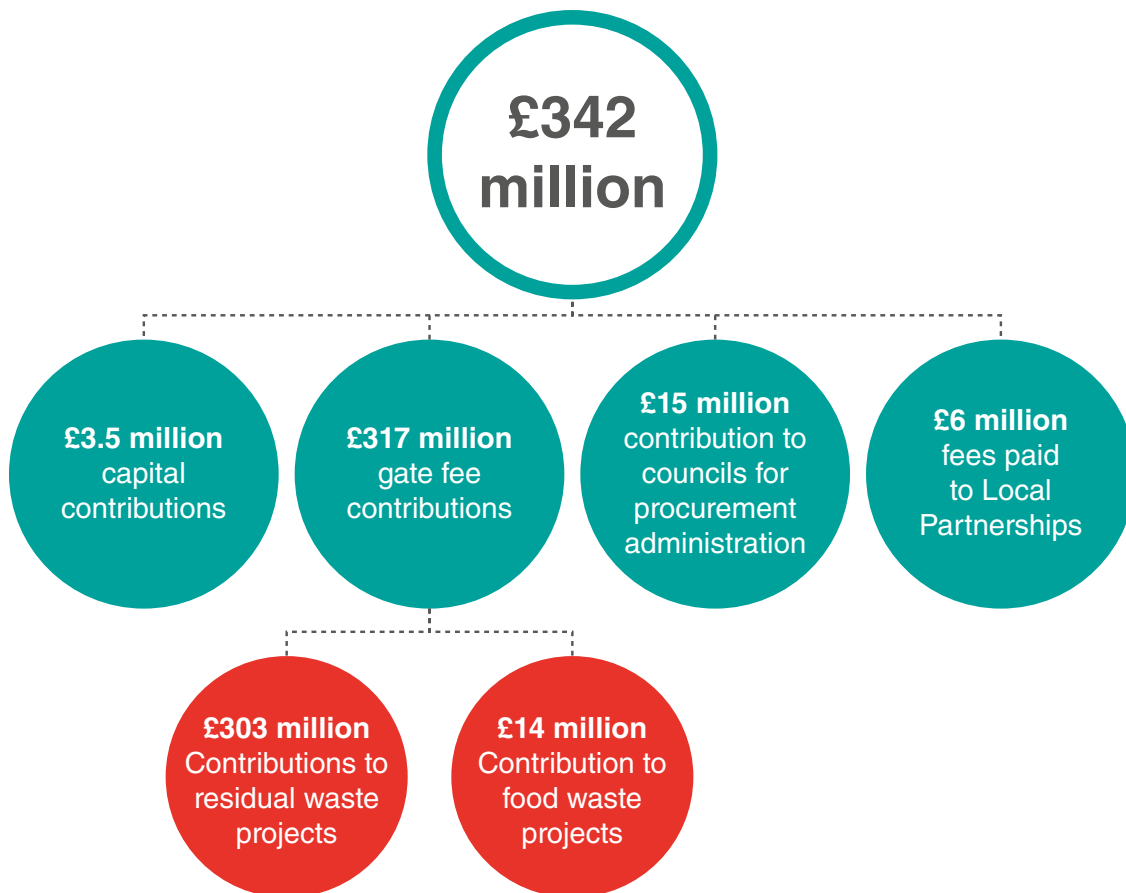 £342
million
£3.5 million
capital
contributions
£317 million
gate fee
contributions
£15 million
contribution to
councils for
procurement
administration
£6 million
fees paid
to Local
Partnerships
£303 million
Contributions to
residual waste
projects
£14 million
Contribution to
food waste
projects